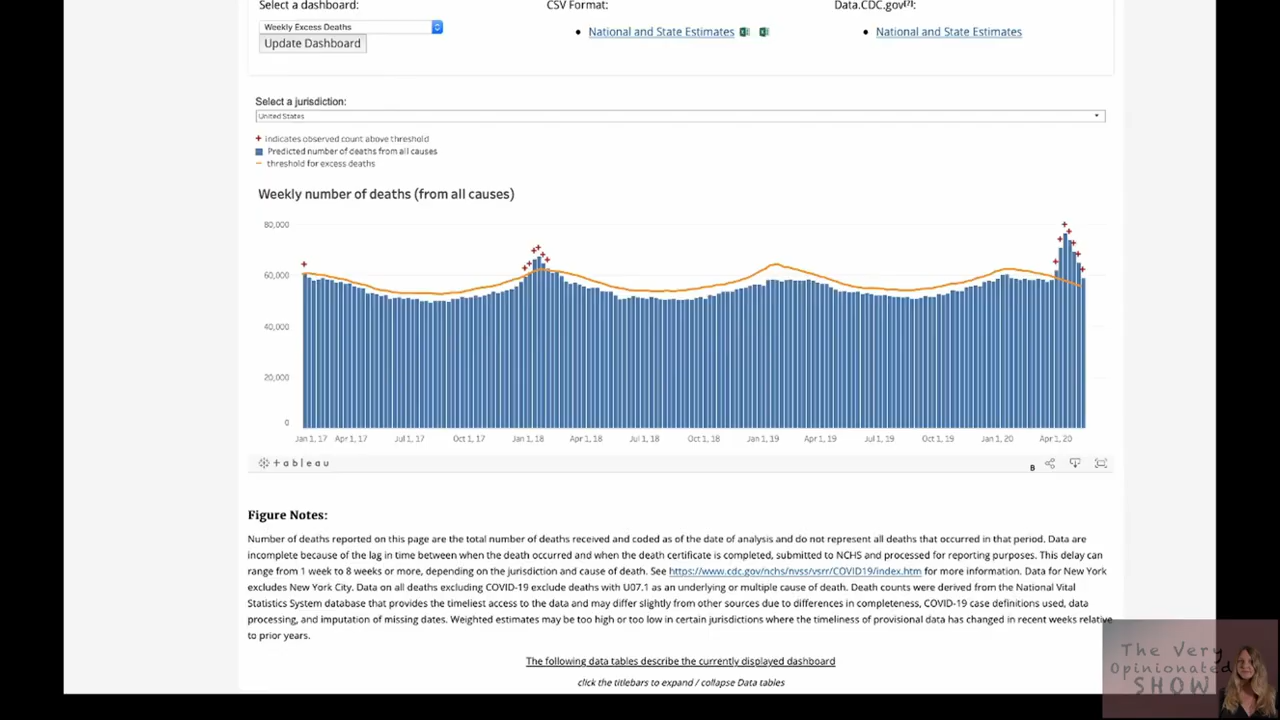 Select a dashboard:
CSV Format:
Data.CDC.gov[?]:
Weekly Excess Deaths
National and State Estimates
National and State Estimates
Update Dashboard
Select a jurisdiction:
United States
indicates observed count above threshold
Predicted number of deaths from all causes
threshold for excess deaths
Weekly number of deaths (from all causes)
80,000
60,000
40,000
20,000
0
Jan 1, 17 Apr 1, 17 Jul 1, 17 Oct 1, 17 Jan 1, 18 Apr 1, 18 Jul 1, 18 Oct 1, 18 Jan 1, 19 Apr 1, 19 Jul 1, 19 Oct 1, 19 Jan 1, 20 Apr 1, 20
+ableau
B
Figure Notes:
Number of deaths reported on this page are the total number of deaths received and coded as of the date of analysis and do not represent all deaths that occurred in that period. Data are
incomplete because of the lag in time between when the death occurred and when the death certificate is completed, submitted to NCHS and processed for reporting purposes. This delay can
range from 1 week to 8 weeks or more, depending on the jurisdiction and cause of death. See https://www.cdc.gov/nchs/nvss/vsrr/COVID19/index.htm for more information. Data for New York
excludes New York City. Data on all deaths excluding COVID-19 exclude deaths with U07.1 as an underlying or multiple cause of death. Death counts were derived from the National Vital
Statistics System database that provides the timeliest access to the data and may differ slightly from other sources due to differences in completeness, COVID-19 case definitions used, data
processing, and imputation of missing dates. Weighted estimates may be too high or too low in certain jurisdictions where the timeliness of provisional data has changed in recent weeks relative
to prior years.
The following data tables describe the currently displayed dashboard
click the titlebars to expand / collapse Data tables
The Very
Opinionated
SHOW